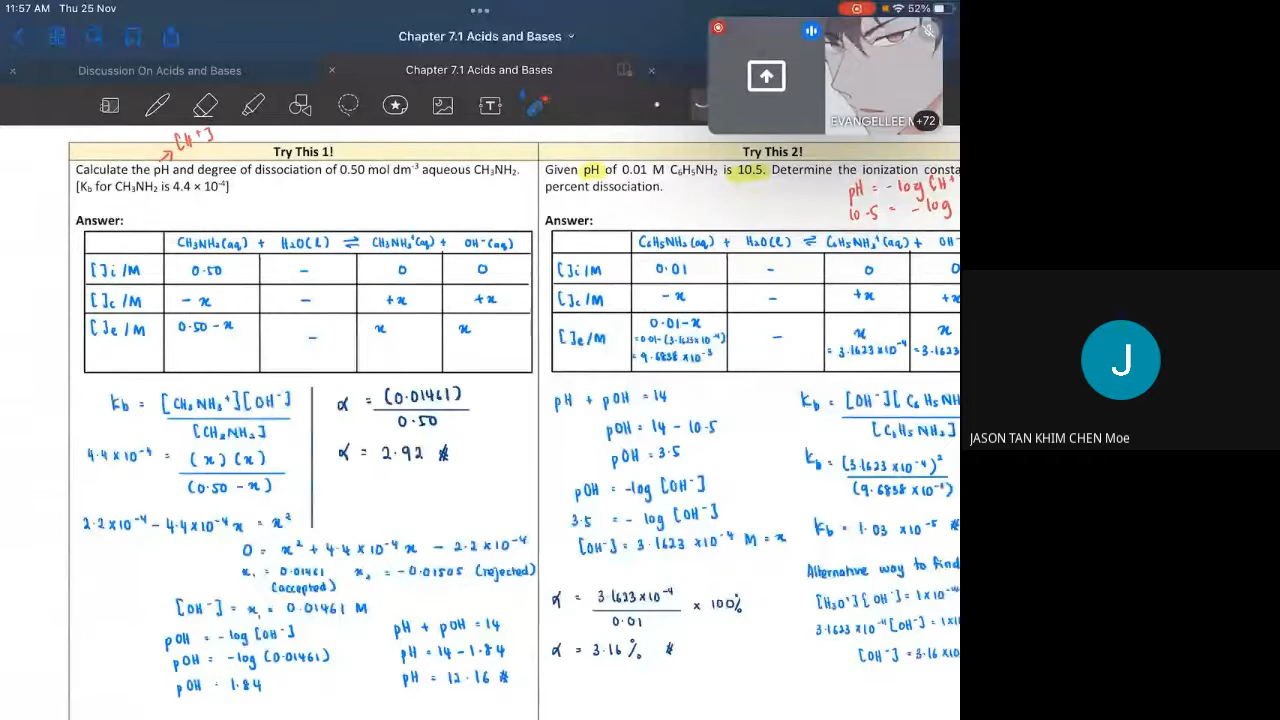 11:57 AM Thu 25 Nov
52%
Chapter 7.1 Acids and Bases
Discussion On Acids and Bases
Chapter 7.1 Acids and Bases
EVANGELLEE M
+72
J
JASON TAN KHIM CHEN Moe
[H+]
Try This 1!
Calculate the pH and degree of dissociation of 0.50 mol dm⁻³ aqueous CH₃NH₂.
[Kb for CH₃NH₂ is 4.4 × 10⁻⁴]
Answer:
CH₃NH₂(aq) + H₂O(l) ⇌ CH₃NH₃⁺(aq) + OH⁻(aq)
[ ]i /M 0.50 - 0 0
[ ]c /M - x - +x +x
[ ]e /M 0.50 - x - x x
Kb = [CH₃NH₃⁺][OH⁻]
[CH₃NH₂]
4.4 x 10⁻⁴ = (x)(x)
(0.50 - x)
2.2 x 10⁻⁴ - 4.4 x 10⁻⁴ x = x²
0 = x² + 4.4 x 10⁻⁴ x - 2.2 x 10⁻⁴
x₁ = 0.01461 x₂ = -0.01505 (rejected)
(accepted)
[OH⁻] = x₁ = 0.01461 M
pOH = -log [OH⁻]
pOH = -log (0.01461)
pOH = 1.84
α = (0.01461)
0.50
α = 2.92 *
pH + pOH = 14
pH = 14 - 1.84
pH = 12.16 *
Try This 2!
Given pH of 0.01 M C₆H₅NH₂ is 10.5. Determine the ionization consta
percent dissociation.
pH = - log [H+
10.5 = - log
Answer:
C₆H₅NH₂(aq) + H₂O(l) ⇌ C₆H₅NH₃⁺(aq) + OH⁻
[ ]i /M 0.01 - 0 0
[ ]c /M - x - +x +x
[ ]e /M 0.01 - x - x x
= 0.01 - (3.1623 x 10⁻⁴) = 3.1623 x 10⁻⁴ = 3.1623
= 9.6838 x 10⁻³
pH + pOH = 14
pOH = 14 - 10.5
pOH = 3.5
pOH = -log [OH⁻]
3.5 = - log [OH⁻]
[OH⁻] = 3.1623 x 10⁻⁴ M = x
α = 3.1623 x 10⁻⁴ x 100%
0.01
α = 3.16 % *
Kb = [OH⁻][C₆H₅NH
[C₆H₅NH₂]
Kb = (3.1623 x 10⁻⁴)²
(9.6838 x 10⁻³)
Kb = 1.03 x 10⁻⁵ *
Alternative way to find
[H₃O⁺][OH⁻] = 1 x 10⁻
3.1623 x 10⁻¹¹ [OH⁻] = 1 x 1
[OH⁻] = 3.16 x 10